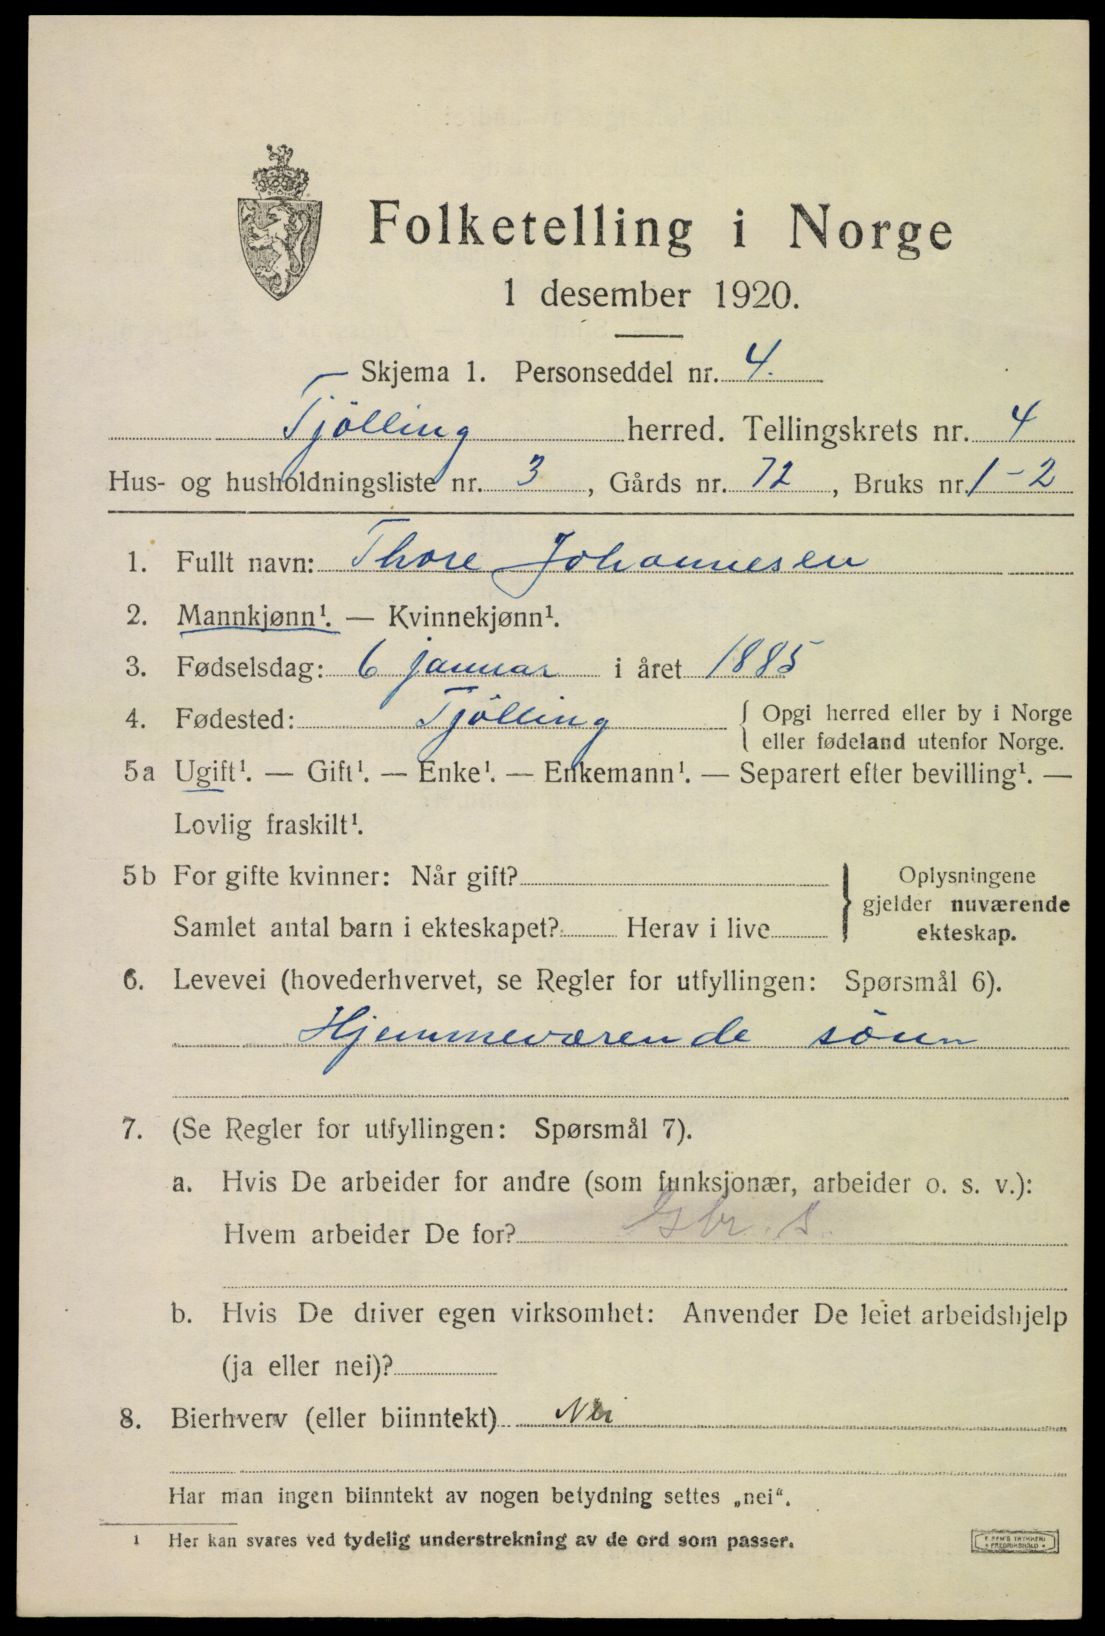 Folketelling i Norge
1 desember 1920.
Skjema 1. Personseddel nr. 4.
Tjölling herred. Tellingskrets nr. 4
Hus- og husholdningsliste nr. 3, Gårds nr. 72, Bruks nr. 1-2
1. Fullt navn: Thore Johannesen
2. Mannkjønn¹. — Kvinnekjønn¹.
3. Fødselsdag: 6 januar i året 1885
4. Fødested: Tjölling { Opgi herred eller by i Norge
eller fødeland utenfor Norge.
5a Ugift¹. — Gift¹. — Enke¹. — Enkemann¹. — Separert efter bevilling¹. —
Lovlig fraskilt¹.
5b For gifte kvinner: Når gift? } Oplysningene
gjelder nuværende
Samlet antal barn i ekteskapet? Herav i live ekteskap.
6. Levevei (hovederhvervet, se Regler for utfyllingen: Spørsmål 6).
Hjemmeværende sönn
7. (Se Regler for utfyllingen: Spørsmål 7).
a. Hvis De arbeider for andre (som funksjonær, arbeider o. s. v.):
Hvem arbeider De for? Gbr. S.
b. Hvis De driver egen virksomhet: Anvender De leiet arbeidshjelp
(ja eller nei)?
8. Bierhverv (eller biinntekt) Nei
Har man ingen biinntekt av nogen betydning settes „nei“.
¹ Her kan svares ved tydelig understrekning av de ord som passer.